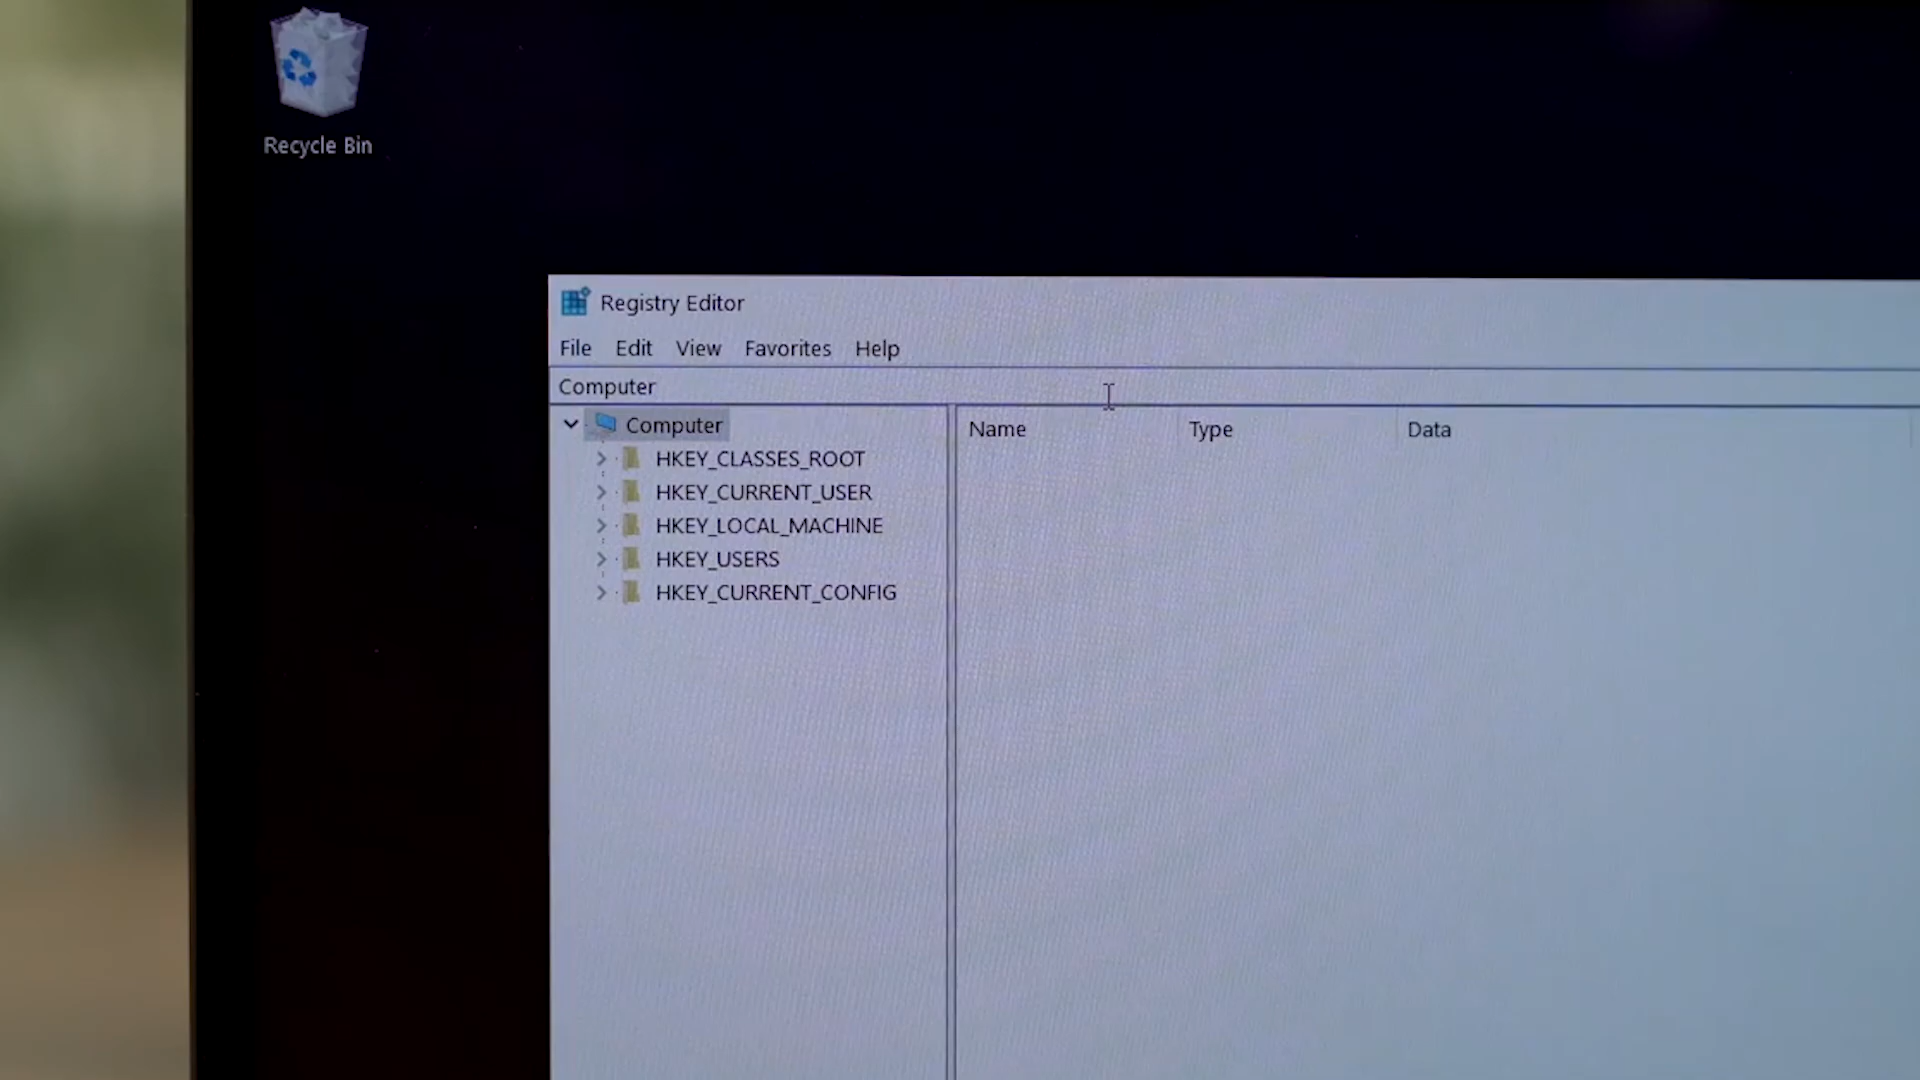 Recycle Bin
Registry Editor
File Edit View Favorites Help
Computer
Computer
Name Type Data
HKEY_CLASSES_ROOT
HKEY_CURRENT_USER
HKEY_LOCAL_MACHINE
HKEY_USERS
HKEY_CURRENT_CONFIG